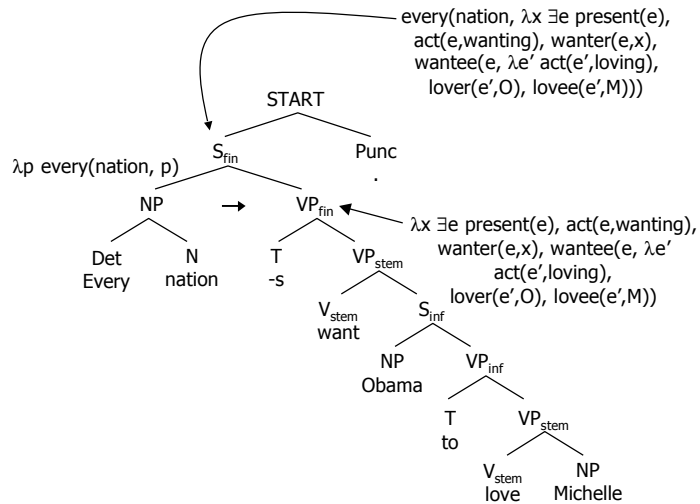 every(nation, λx ∃e present(e),
act(e,wanting), wanter(e,x),
wantee(e, λe’ act(e’,loving),
lover(e’,O), lovee(e’,M)))
START
S_fin
Punc
.
λp every(nation, p)
NP
→
VP_fin
λx ∃e present(e), act(e,wanting),
wanter(e,x), wantee(e, λe’
act(e’,loving),
lover(e’,O), lovee(e’,M))
Det
Every
N
nation
T
-s
VP_stem
V_stem
want
S_inf
NP
Obama
VP_inf
T
to
VP_stem
V_stem
love
NP
Michelle